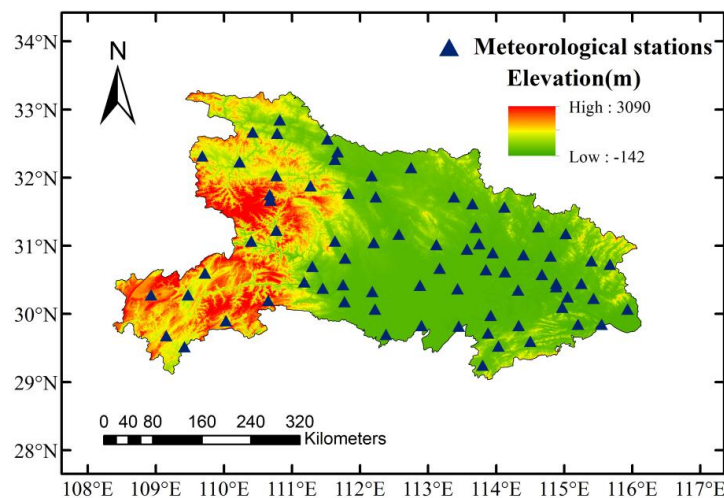 34°N
33°N
32°N
31°N
30°N
29°N
28°N
N
Meteorological stations
Elevation(m)
High : 3090
Low : -142
0 40 80 160 240 320
Kilometers
108°E 109°E 110°E 111°E 112°E 113°E 114°E 115°E 116°E 117°E